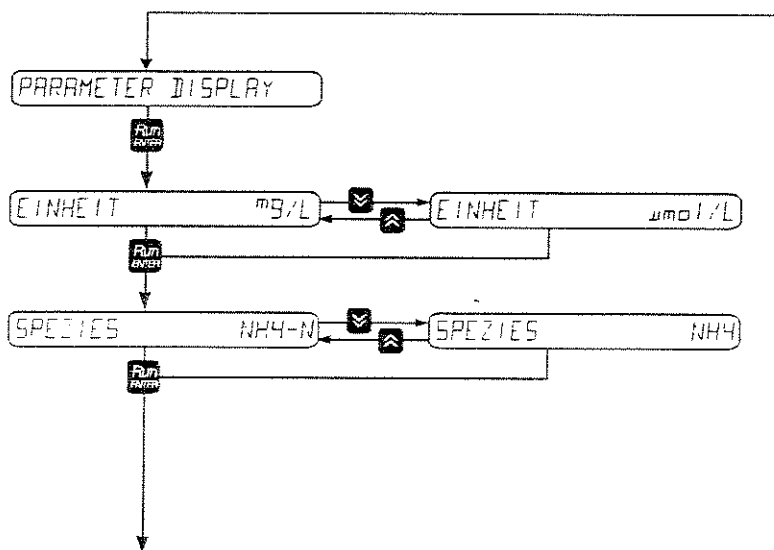 PARAMETER DISPLAY
Run
ENTER
EINHEIT mg/L
EINHEIT µmol/L
Run
ENTER
SPEZIES NH4-N
SPEZIES NH4
Run
ENTER